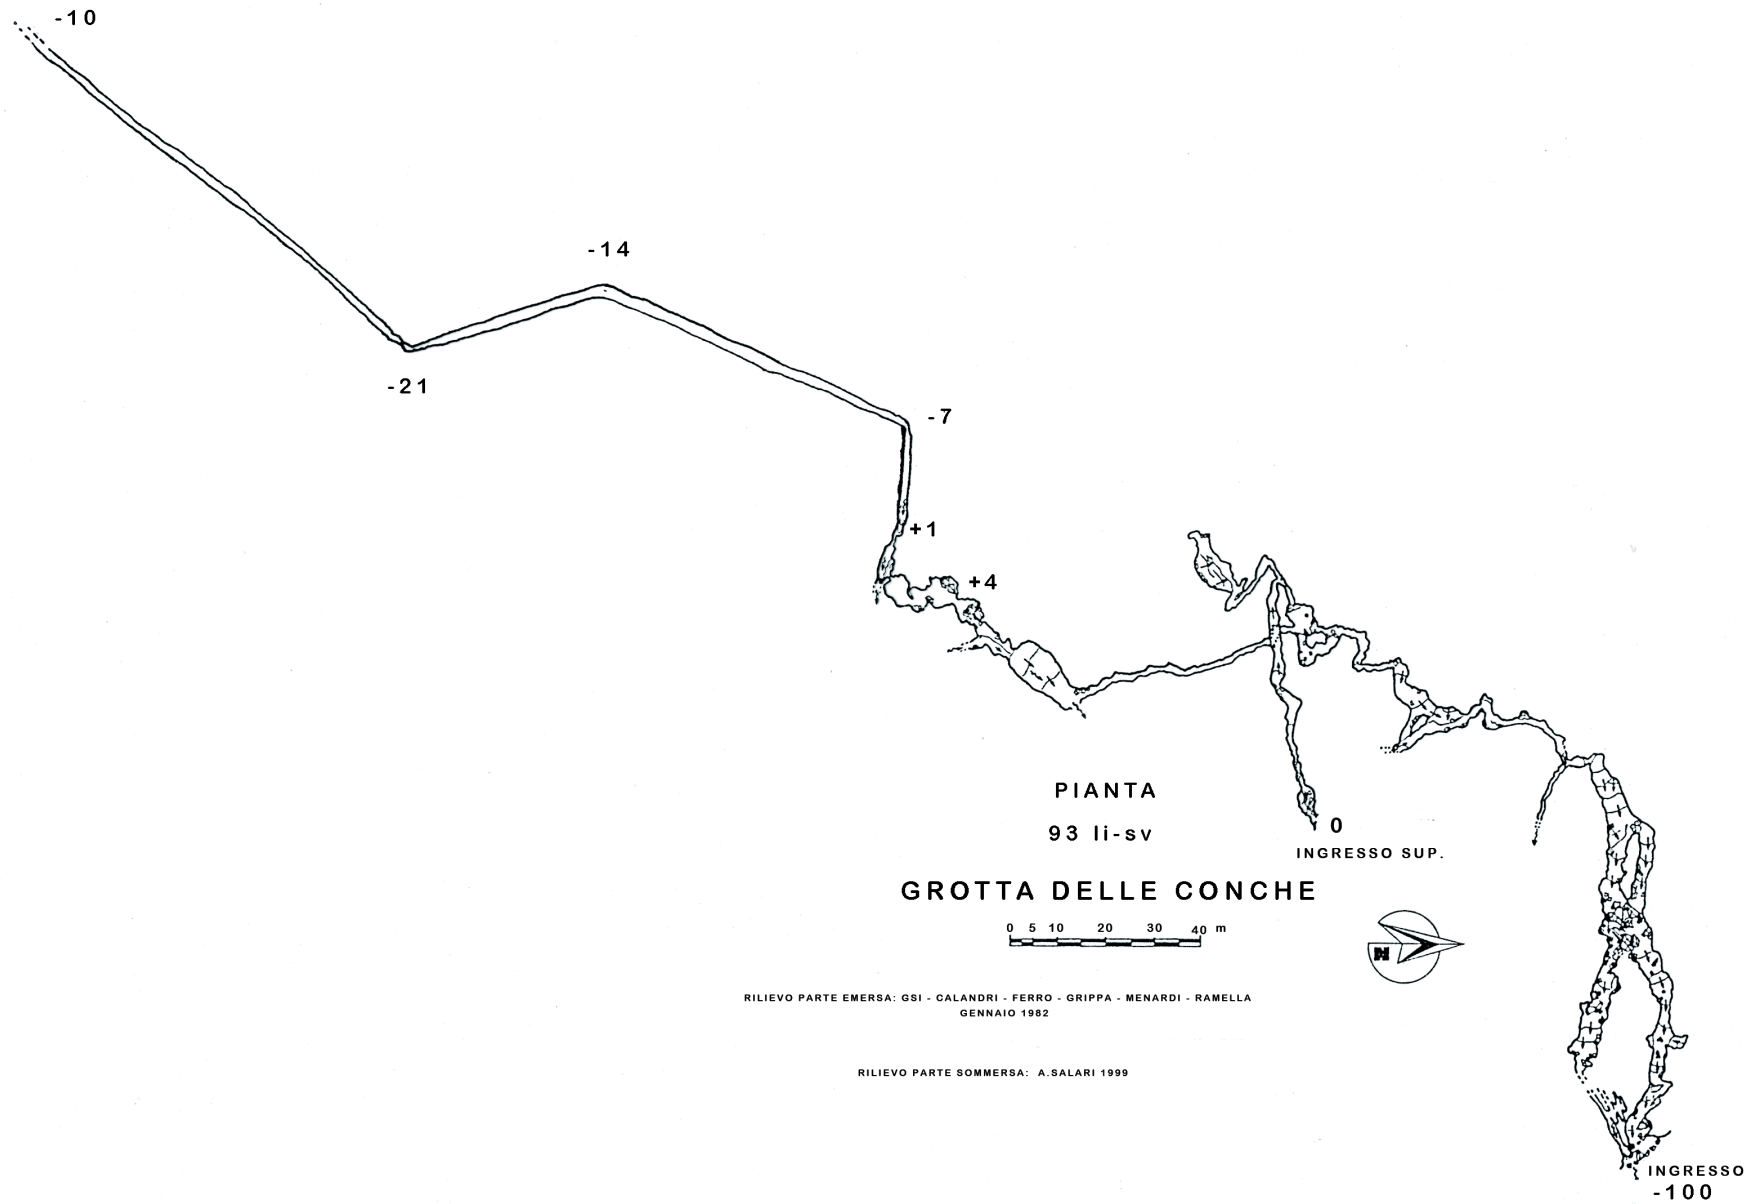 -10
-14
-21
-7
+1
+4
PIANTA
93 li-sv
0
INGRESSO SUP.
GROTTA DELLE CONCHE
0 5 10 20 30 40 m
N
RILIEVO PARTE EMERSA: GSI - CALANDRI - FERRO - GRIPPA - MENARDI - RAMELLA
GENNAIO 1982
RILIEVO PARTE SOMMERSA: A.SALARI 1999
INGRESSO
-100